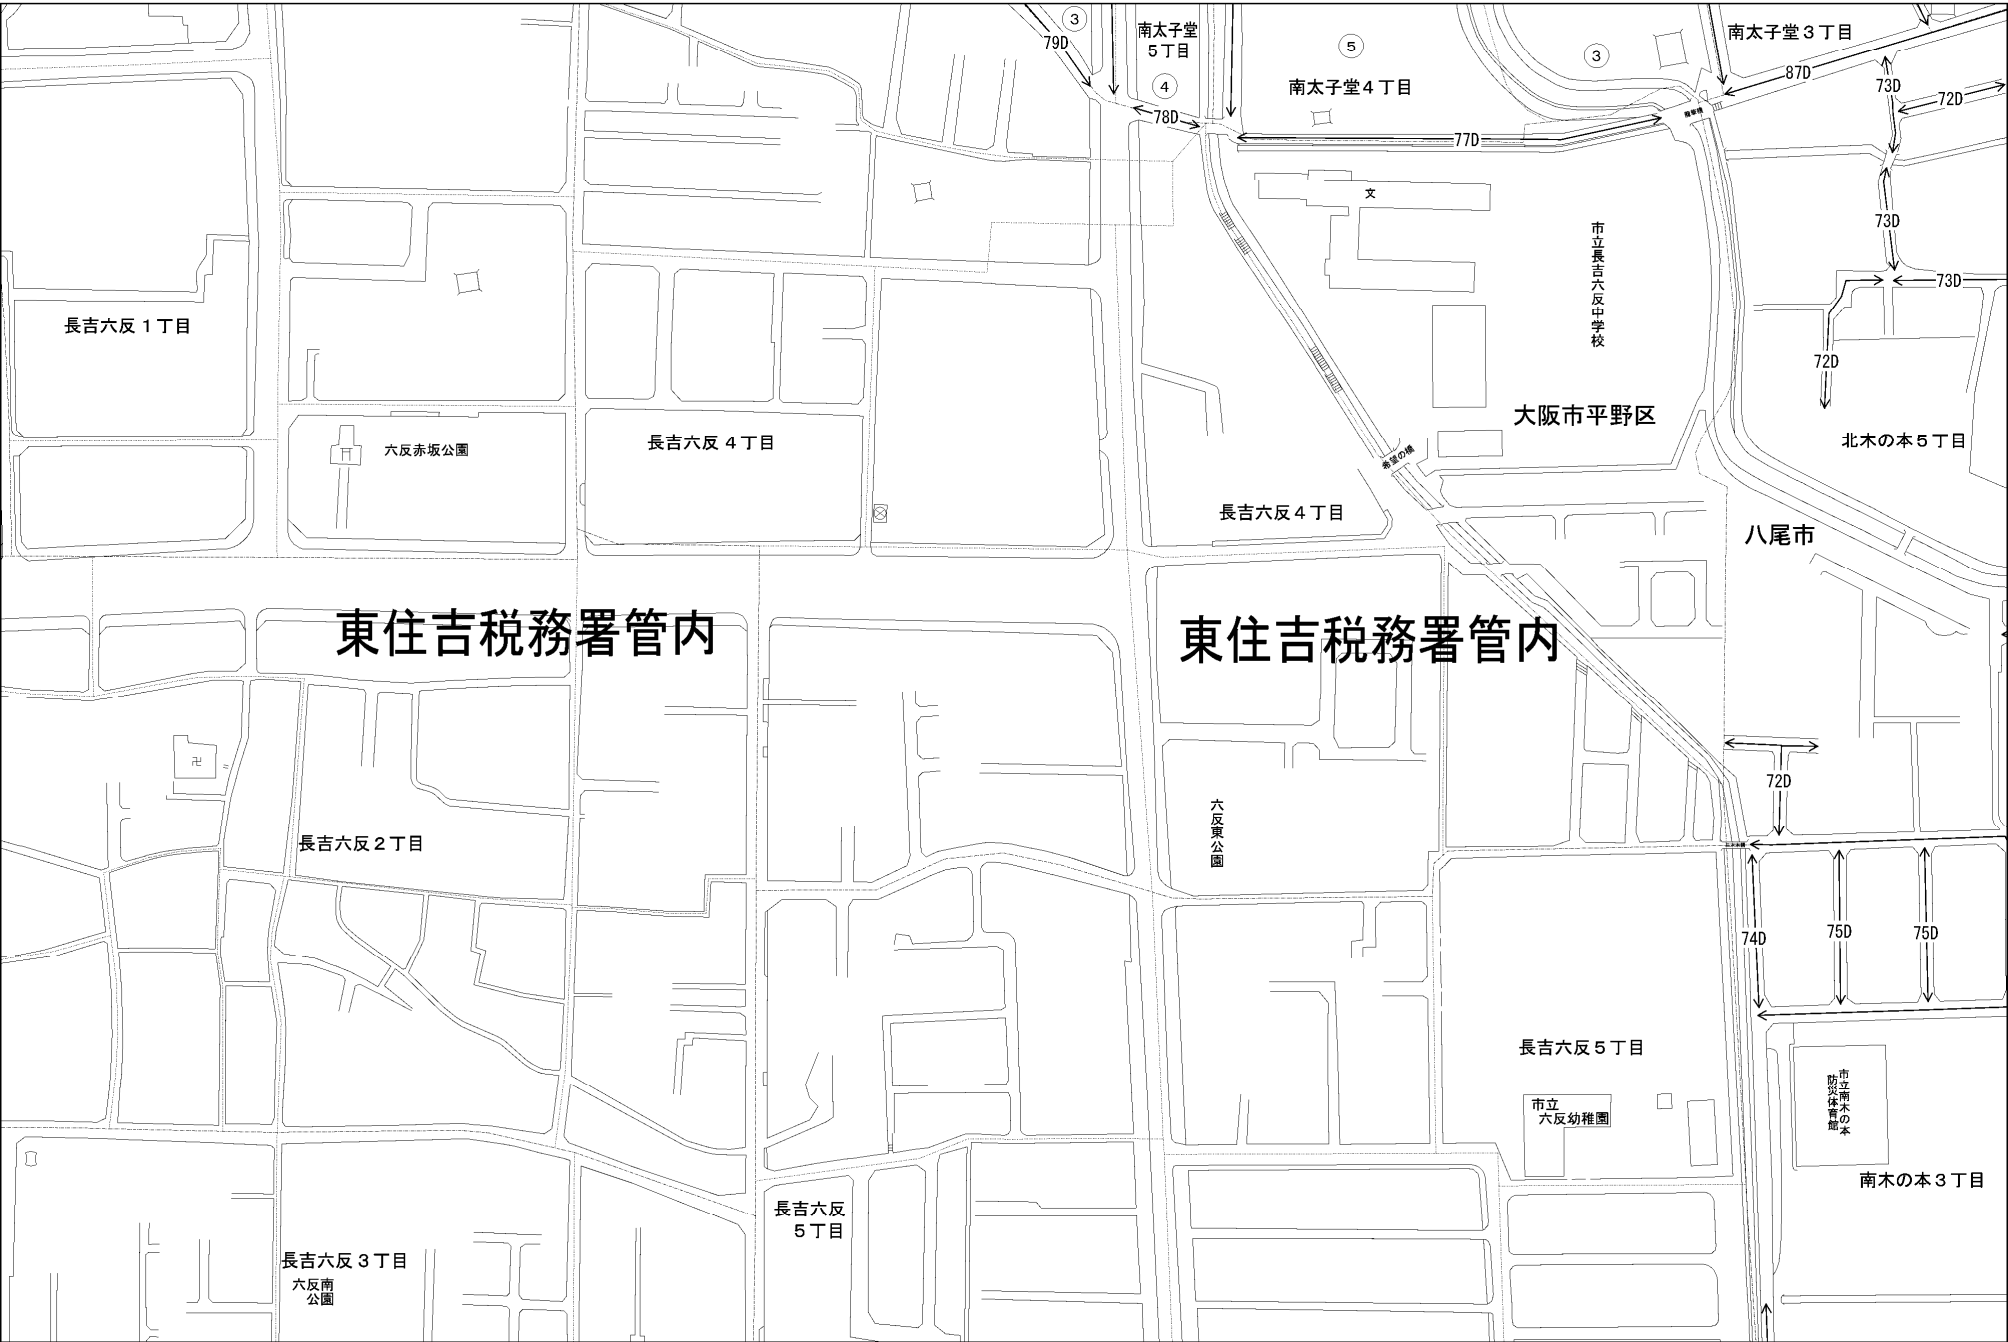 ③
79D
南太子堂
5丁目
④
78D
⑤
南太子堂4丁目
③
南太子堂3丁目
87D
73D
72D
77D
文
市立長吉六反中学校
73D
73D
72D
長吉六反1丁目
六反赤坂公園
長吉六反4丁目
大阪市平野区
北木の本5丁目
希望の橋
長吉六反4丁目
八尾市
東住吉税務署管内
東住吉税務署管内
卍
72D
長吉六反2丁目
六反東公園
74D
75D
75D
長吉六反5丁目
市立
六反幼稚園
市立南木の本
防災体育館
南木の本3丁目
長吉六反
5丁目
長吉六反3丁目
六反南
公園